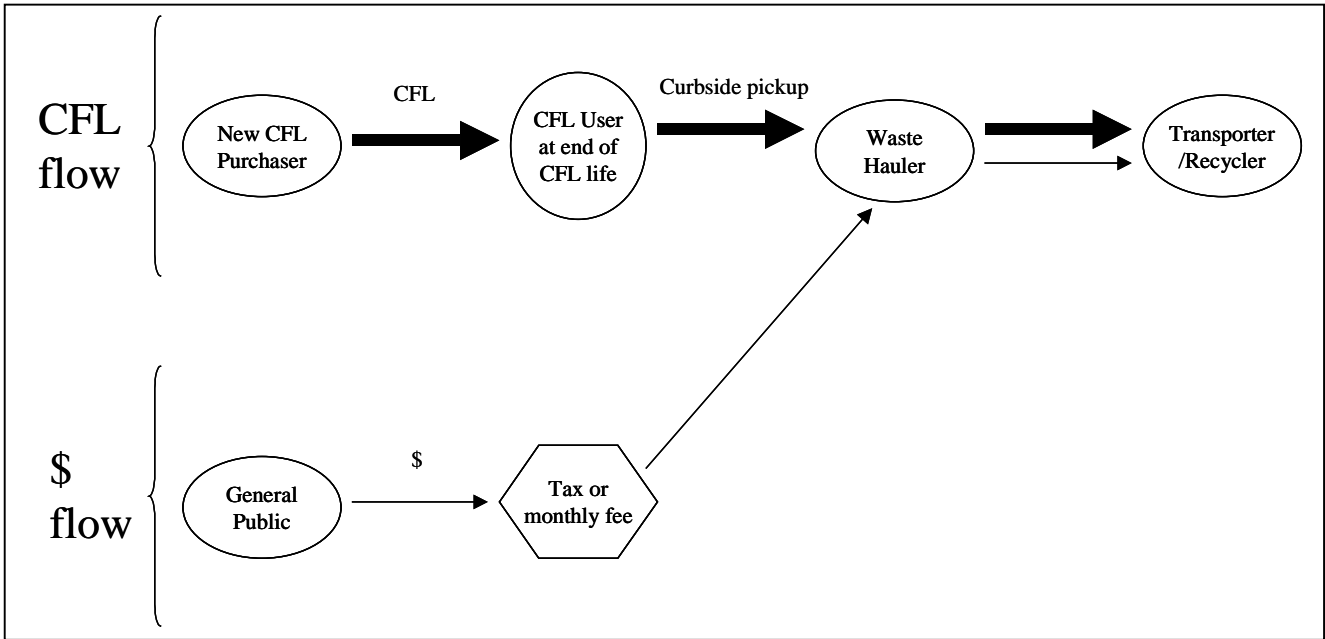 CFL
flow
New CFL
Purchaser
CFL
CFL User
at end of
CFL life
Curbside pickup
Waste
Hauler
Transporter
/Recycler
$
flow
General
Public
$
Tax or
monthly fee